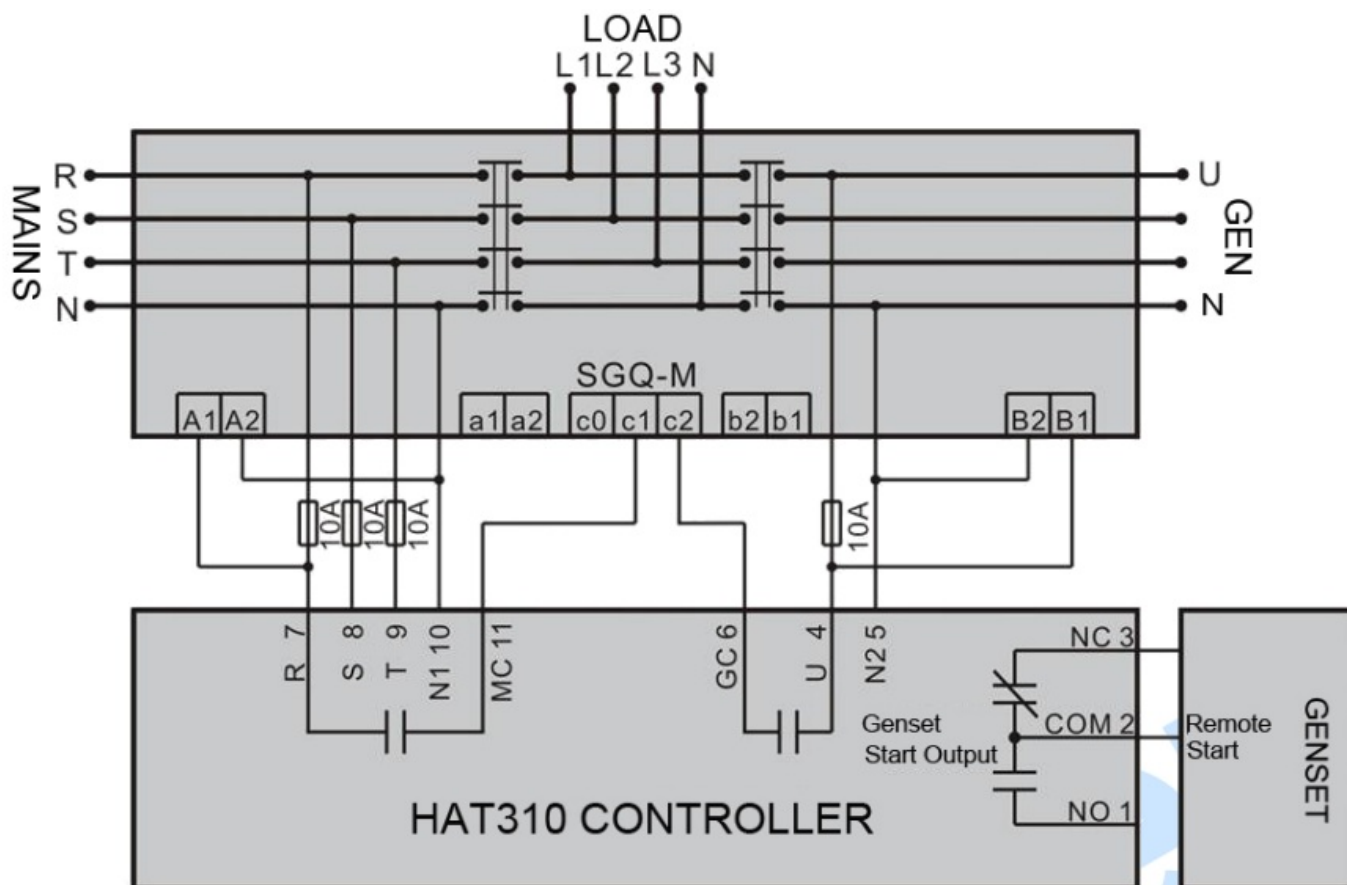 LOAD
L1 L2 L3 N
MAINS
R
S
T
N
U
GEN
N
SGQ-M
A1 A2
a1 a2
c0 c1 c2
b2 b1
B2 B1
10A
10A
10A
10A
R 7
S 8
T 9
N1 10
MC 11
GC 6
U 4
N2 5
NC 3
COM 2
NO 1
Genset
Start Output
Remote
Start
GENSET
HAT310 CONTROLLER